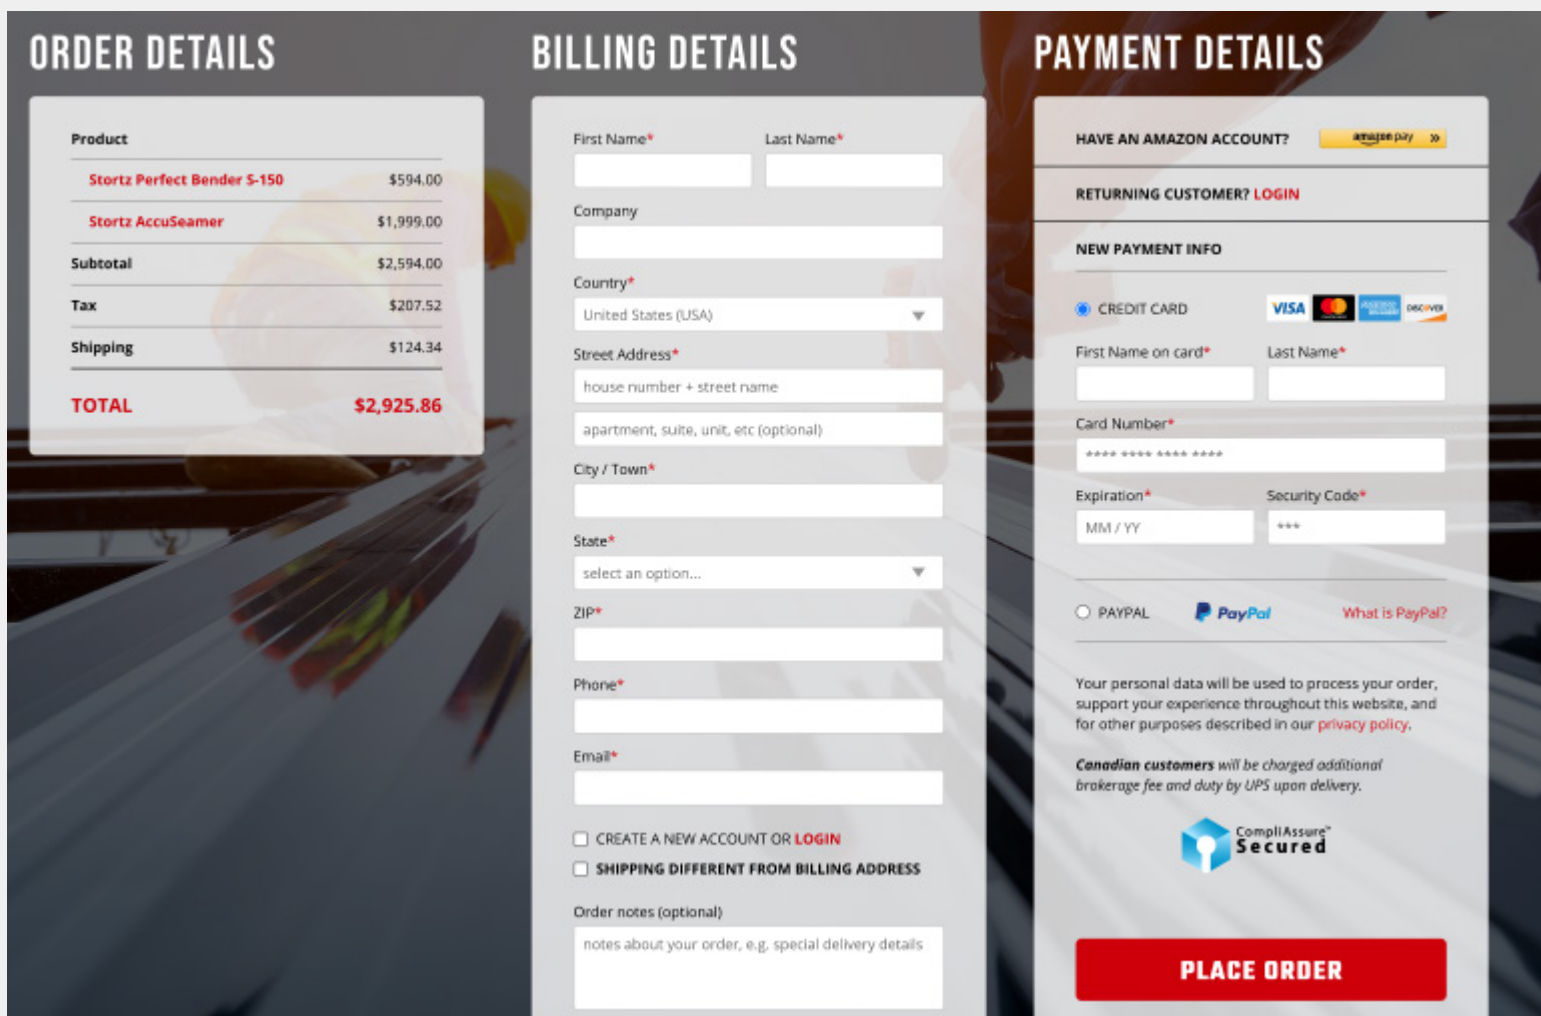 ORDER DETAILS
Product
Stortz Perfect Bender S-150 $594.00
Stortz AccuSeamer $1,999.00
Subtotal $2,594.00
Tax $207.52
Shipping $124.34
TOTAL $2,925.86
BILLING DETAILS
First Name* Last Name*
Company
Country*
United States (USA)
Street Address*
house number + street name
apartment, suite, unit, etc (optional)
City / Town*
State*
select an option...
ZIP*
Phone*
Email*
CREATE A NEW ACCOUNT OR LOGIN
SHIPPING DIFFERENT FROM BILLING ADDRESS
Order notes (optional)
notes about your order, e.g. special delivery details
PAYMENT DETAILS
HAVE AN AMAZON ACCOUNT? amazon pay »
RETURNING CUSTOMER? LOGIN
NEW PAYMENT INFO
CREDIT CARD VISA DISCOVER
First Name on card* Last Name*
Card Number*
**** **** **** ****
Expiration* Security Code*
MM / YY ***
PAYPAL PayPal What is PayPal?
Your personal data will be used to process your order,
support your experience throughout this website, and
for other purposes described in our privacy policy.
Canadian customers will be charged additional
brokerage fee and duty by UPS upon delivery.
CompliAssure™
Secured
PLACE ORDER